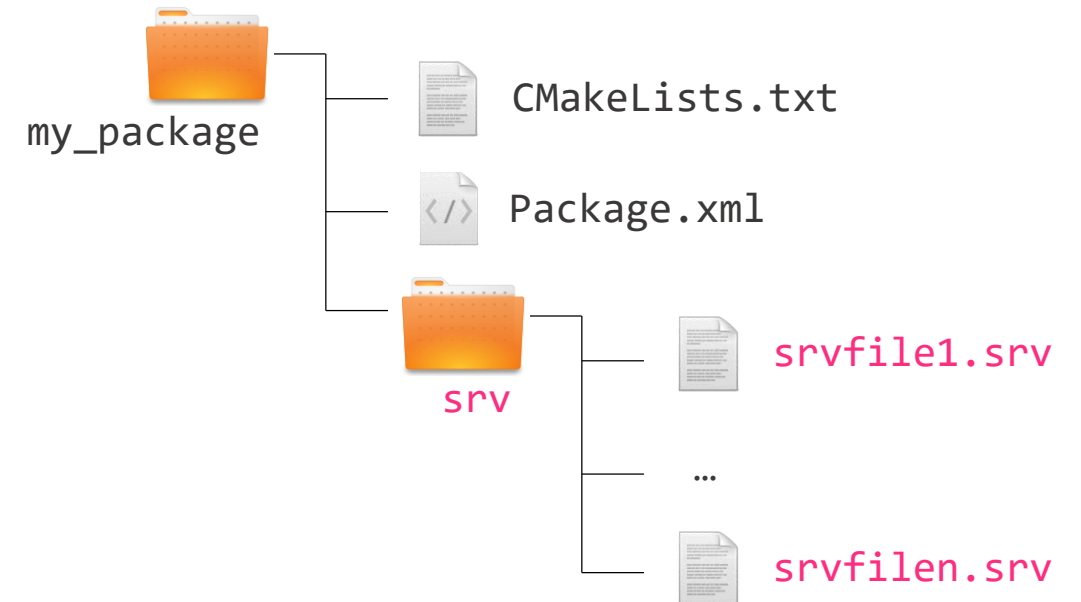 my_package
CMakeLists.txt
Package.xml
srv
srvfile1.srv
…
srvfilen.srv